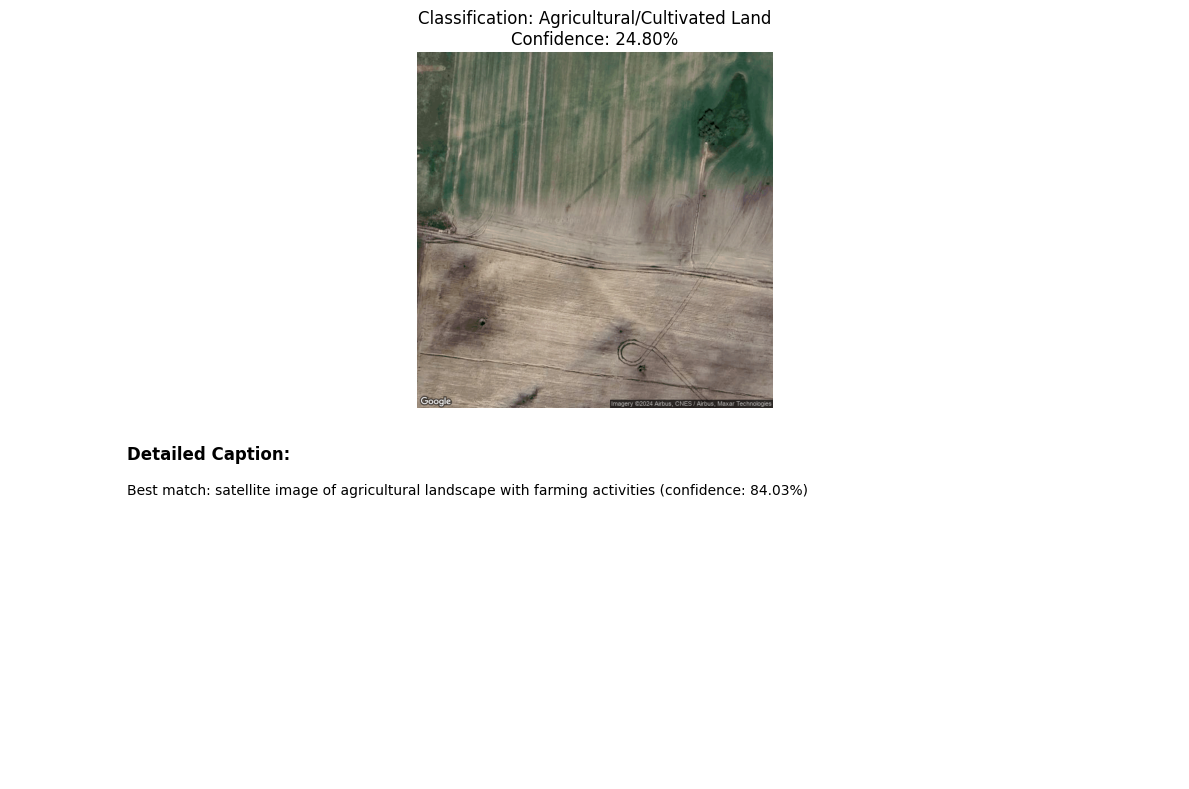 Classification: Agricultural/Cultivated Land
Confidence: 24.80%
Google
Imagery ©2024 Airbus, CNES / Airbus, Maxar Technologies
Detailed Caption:
Best match: satellite image of agricultural landscape with farming activities (confidence: 84.03%)